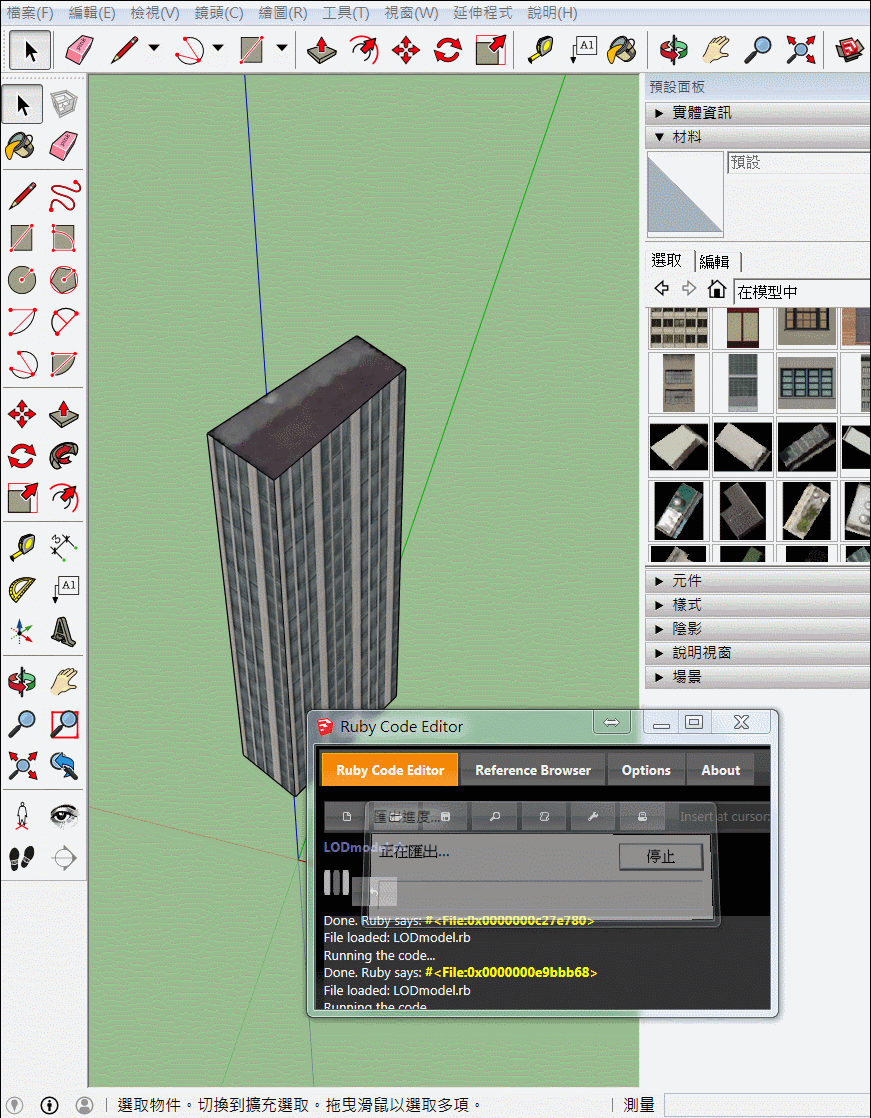 檔案(F) 編輯(E) 檢視(V) 鏡頭(C) 繪圖(R) 工具(T) 視窗(W) 延伸程式 說明(H)
A1
預設面板
實體資訊
材料
預設
選取 編輯
在模型中
A1
元件
樣式
陰影
說明視窗
場景
Ruby Code Editor
Ruby Code Editor Reference Browser Options About
匯出進度... Insert at cursor:
正在匯出... 停止
Done. Ruby says: #<File:0x0000000c27e780>
File loaded: LODmodel.rb
Running the code...
Done. Ruby says: #<File:0x0000000e9bbb68>
File loaded: LODmodel.rb
Running the code
選取物件。切換到擴充選取。拖曳滑鼠以選取多項。 測量